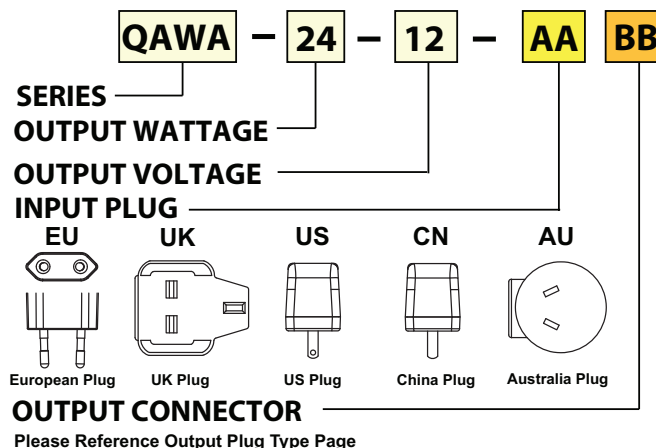 QAWA - 24 - 12 - AA BB
SERIES
OUTPUT WATTAGE
OUTPUT VOLTAGE
INPUT PLUG
EU UK US CN AU
European Plug UK Plug US Plug China Plug Australia Plug
OUTPUT CONNECTOR
Please Reference Output Plug Type Page